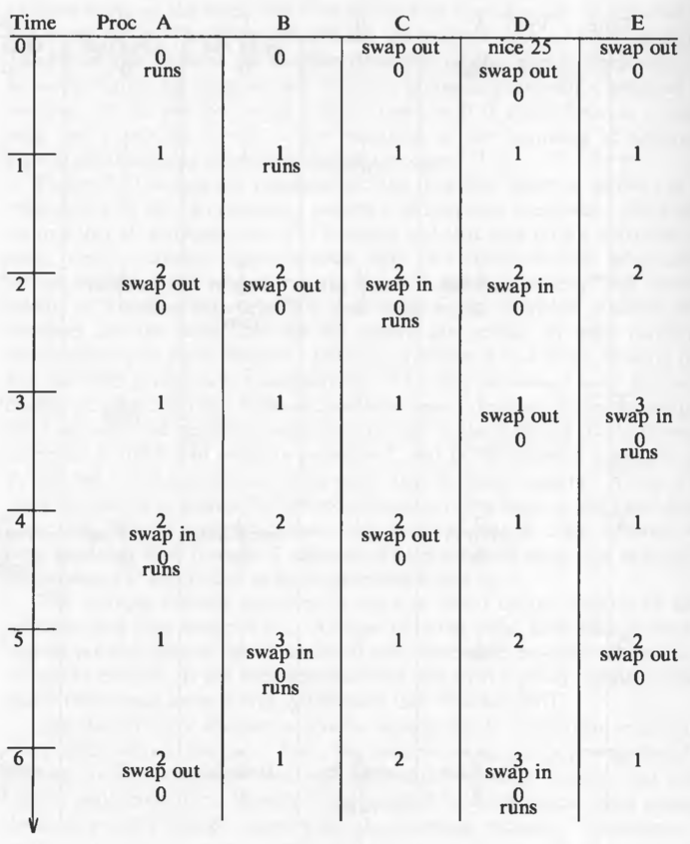 Time Proc A B C D E
0 0 0 swap out nice 25 swap out
runs 0 swap out 0
0
1 1 1 1 1 1
runs
2 2 2 2 2 2
swap out swap out swap in swap in
0 0 0 0
runs
3 1 1 1 1 3
swap out swap in
0 0
runs
4 2 2 2 1 1
swap in swap out
0 0
runs
5 1 3 1 2 2
swap in swap out
0 0
runs
6 2 1 2 3 1
swap out swap in
0 0
runs